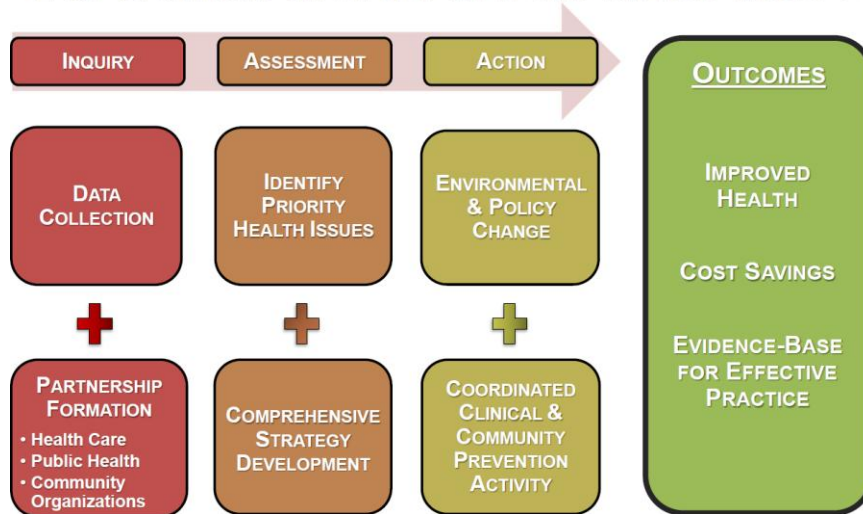 INQUIRY
ASSESSMENT
ACTION
DATA
COLLECTION
IDENTIFY
PRIORITY
HEALTH ISSUES
ENVIRONMENTAL
& POLICY
CHANGE
PARTNERSHIP
FORMATION
• Health Care
• Public Health
• Community
Organizations
COMPREHENSIVE
STRATEGY
DEVELOPMENT
COORDINATED
CLINICAL &
COMMUNITY
PREVENTION
ACTIVITY
OUTCOMES
IMPROVED
HEALTH
COST SAVINGS
EVIDENCE-BASE
FOR EFFECTIVE
PRACTICE